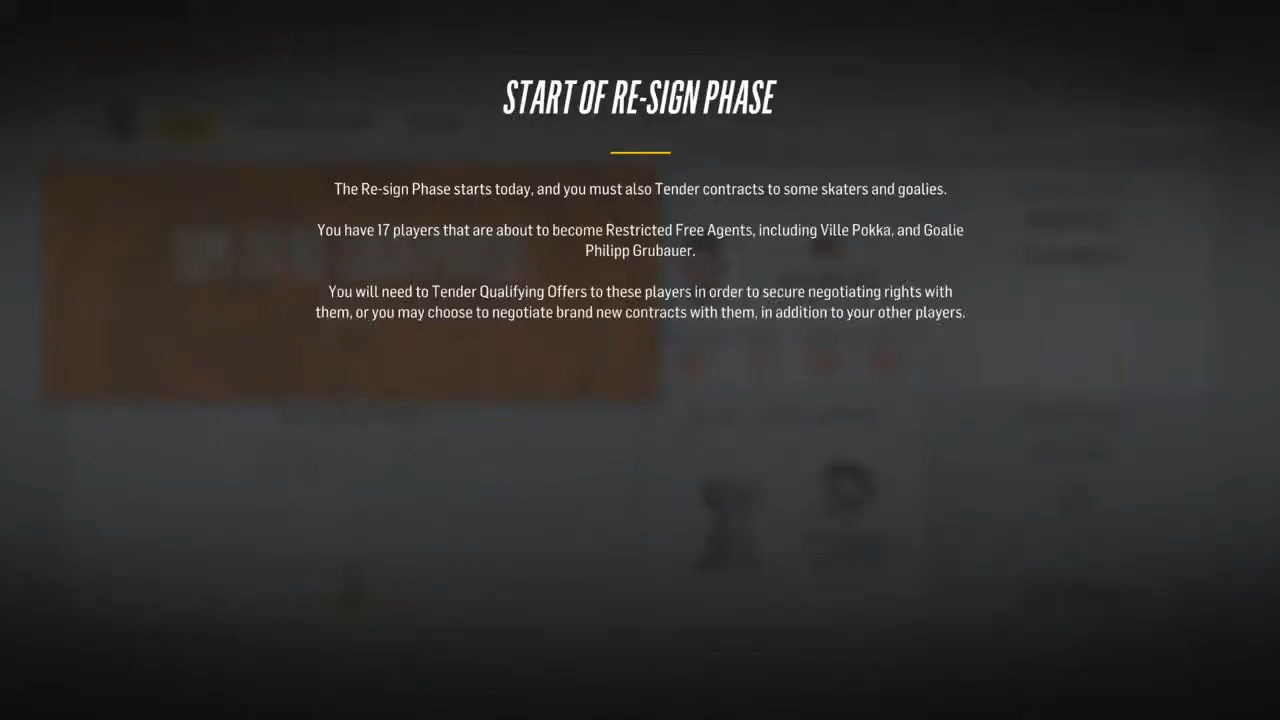 START OF RE-SIGN PHASE
The Re-sign Phase starts today, and you must also Tender contracts to some skaters and goalies.
You have 17 players that are about to become Restricted Free Agents, including Ville Pokka, and Goalie
Philipp Grubauer.
You will need to Tender Qualifying Offers to these players in order to secure negotiating rights with
them, or you may choose to negotiate brand new contracts with them, in addition to your other players.